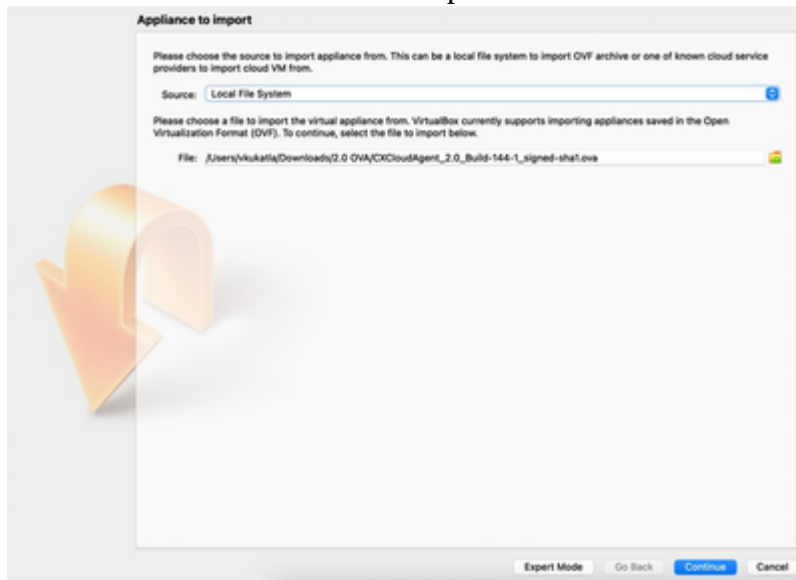 Appliance to import
Please choose the source to import appliance from. This can be a local file system to import OVF archive or one of known cloud service
providers to import cloud VM from.
Source: Local File System
Please choose a file to import the virtual appliance from. VirtualBox currently supports importing appliances saved in the Open
Virtualization Format (OVF). To continue, select the file to import below.
File: /Users/vkukatla/Downloads/2.0 OVA/CXCloudAgent_2.0_Build-144-1_signed-sha1.ova
Expert Mode Go Back Continue Cancel